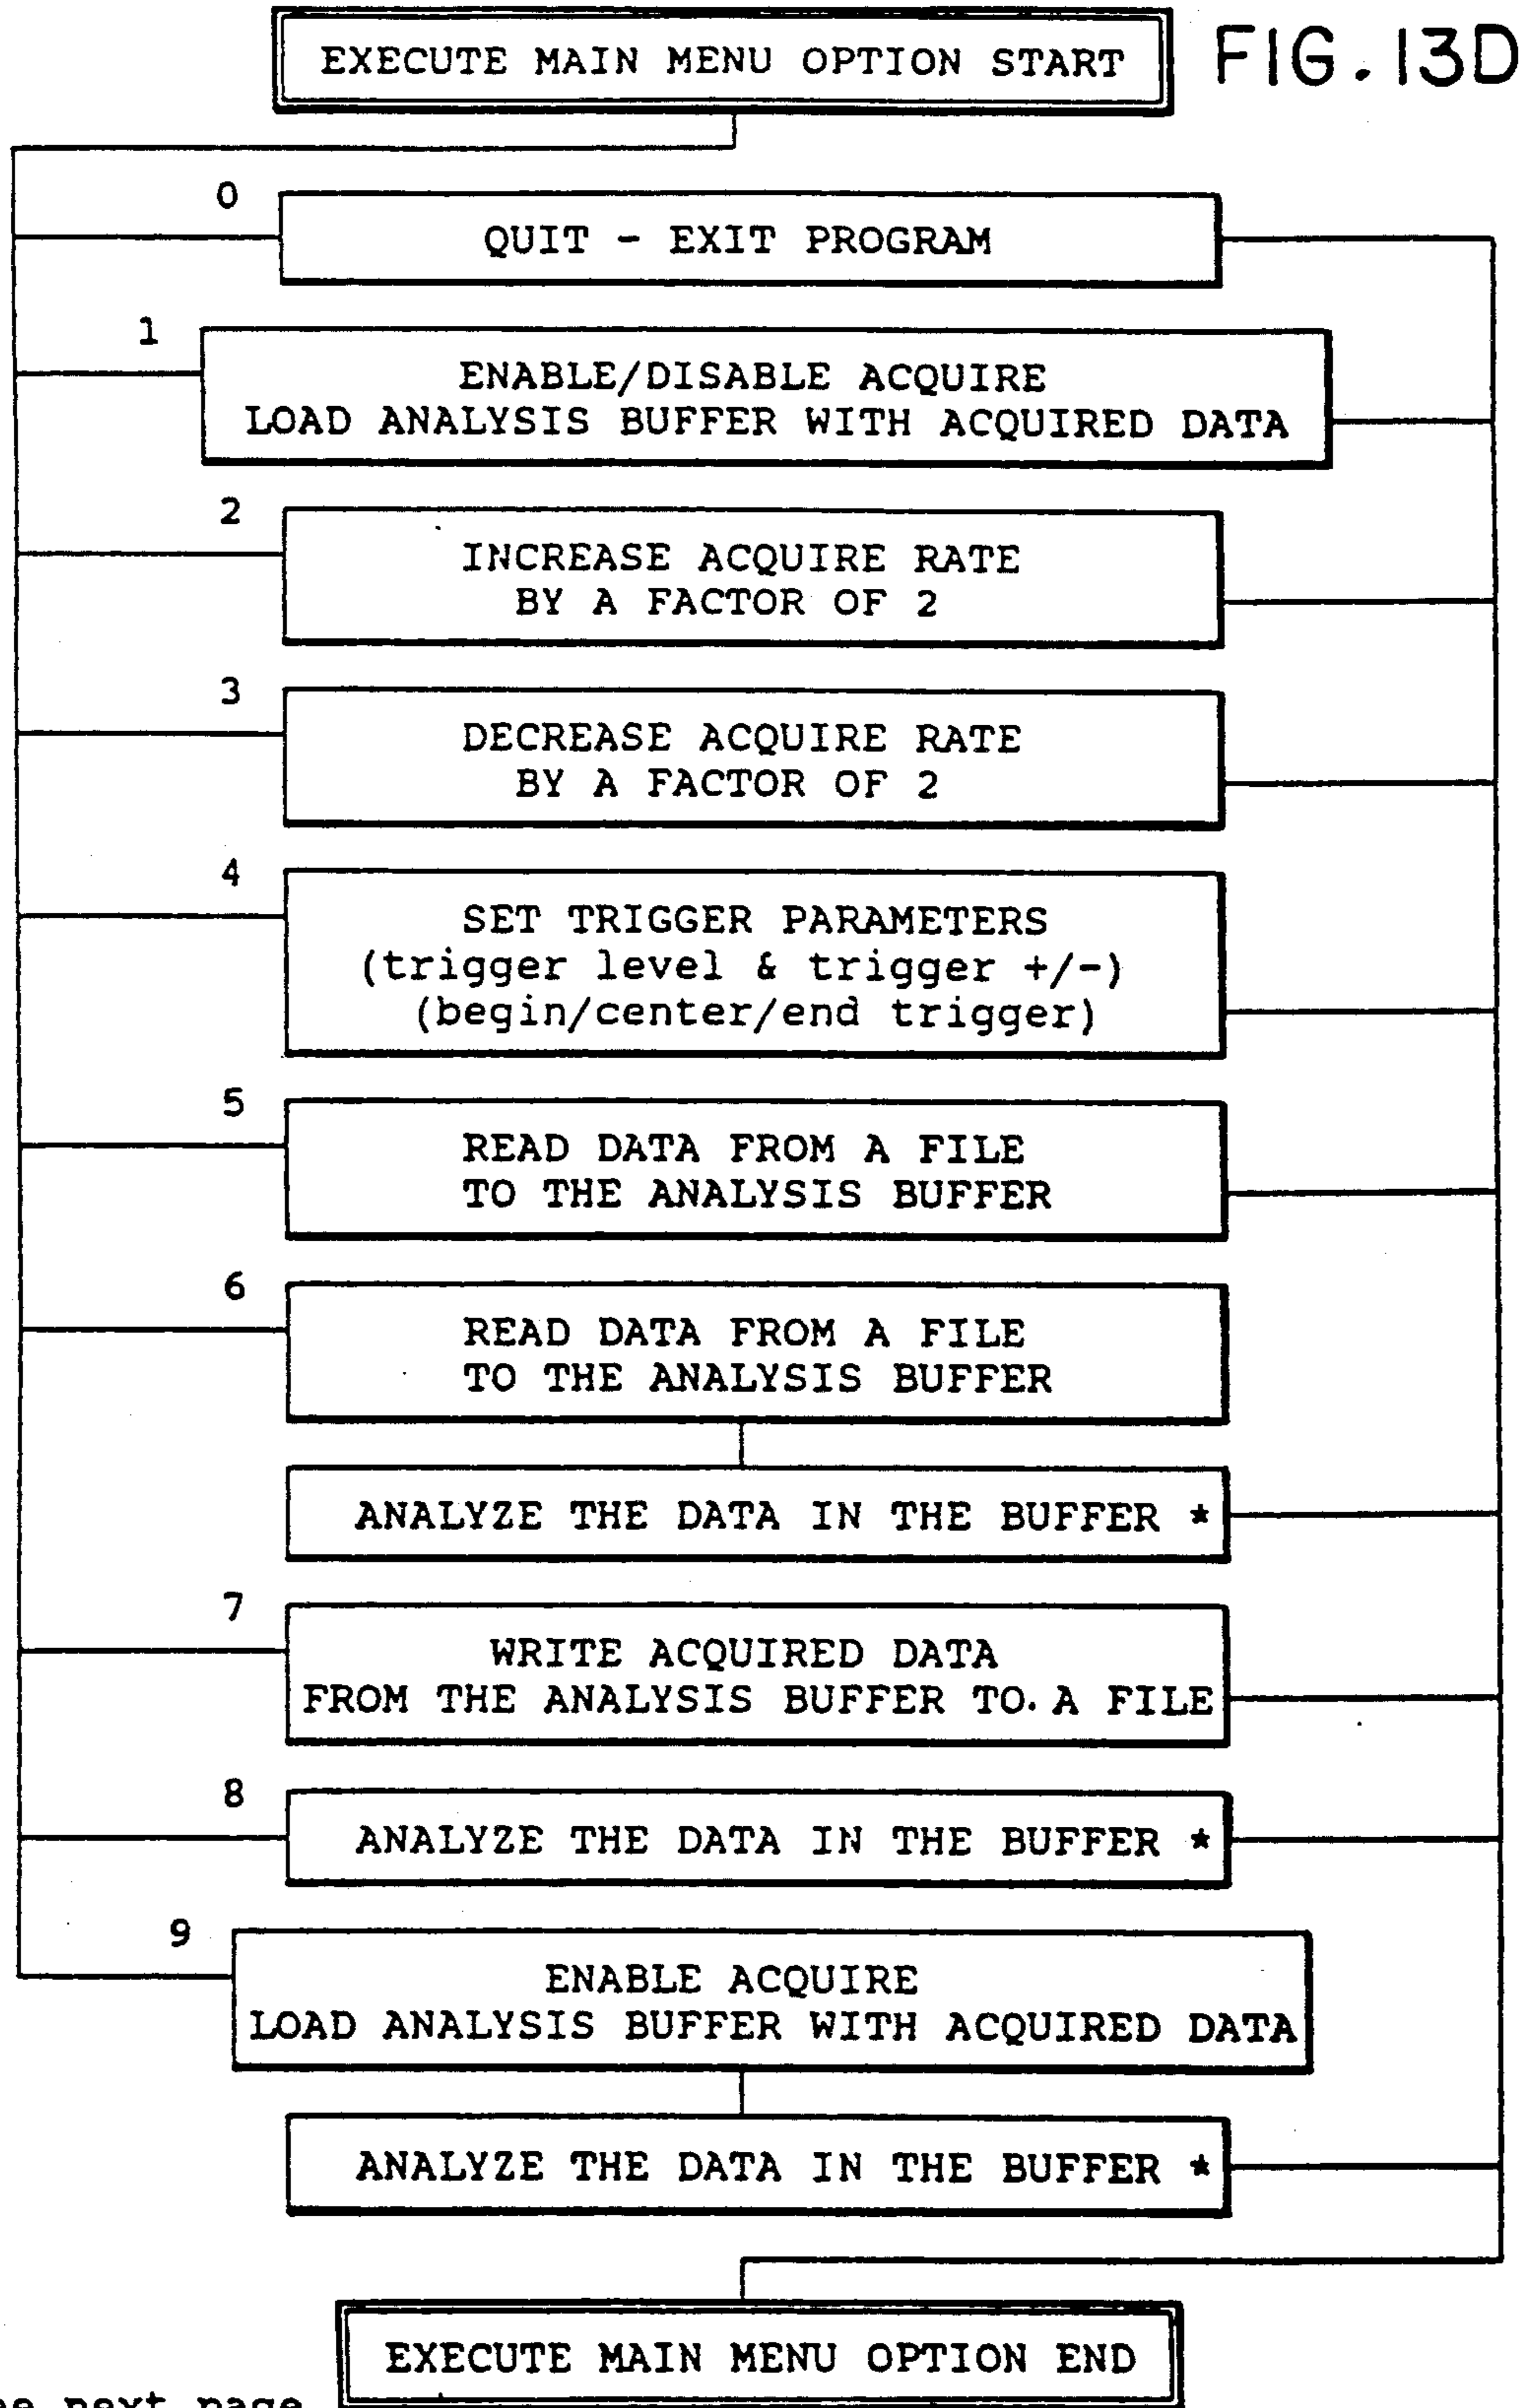 EXECUTE MAIN MENU OPTION START
FIG. 13D
0
QUIT - EXIT PROGRAM
1
ENABLE/DISABLE ACQUIRE
LOAD ANALYSIS BUFFER WITH ACQUIRED DATA
2
INCREASE ACQUIRE RATE
BY A FACTOR OF 2
3
DECREASE ACQUIRE RATE
BY A FACTOR OF 2
4
SET TRIGGER PARAMETERS
(trigger level & trigger +/-)
(begin/center/end trigger)
5
READ DATA FROM A FILE
TO THE ANALYSIS BUFFER
6
READ DATA FROM A FILE
TO THE ANALYSIS BUFFER
ANALYZE THE DATA IN THE BUFFER *
7
WRITE ACQUIRED DATA
FROM THE ANALYSIS BUFFER TO A FILE
8
ANALYZE THE DATA IN THE BUFFER *
9
ENABLE ACQUIRE
LOAD ANALYSIS BUFFER WITH ACQUIRED DATA
ANALYZE THE DATA IN THE BUFFER *
EXECUTE MAIN MENU OPTION END
next page